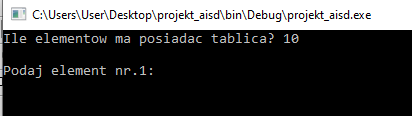 C:\Users\User\Desktop\projekt_aisd\bin\Debug\projekt_aisd.exe
Ile elementow ma posiadac tablica? 10
Podaj element nr.1: